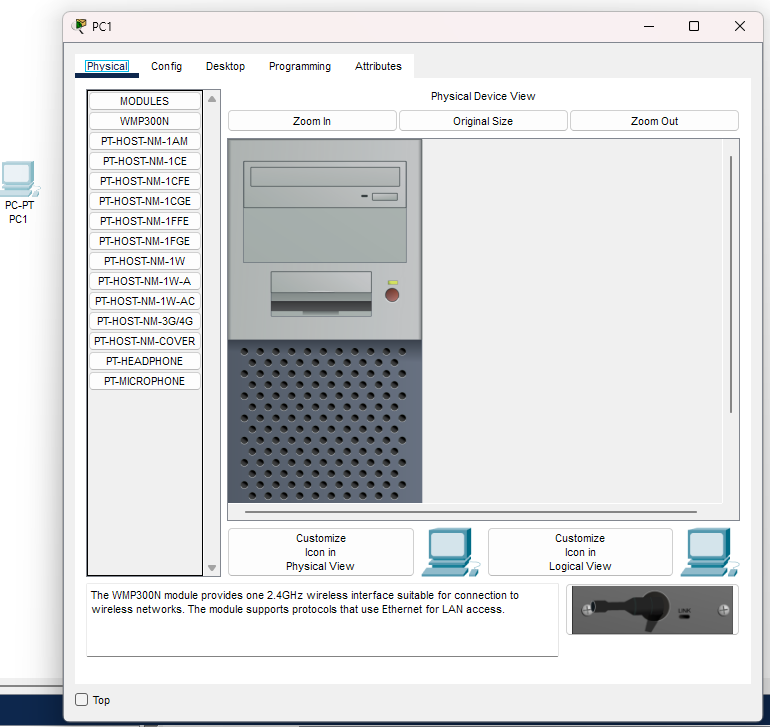 PC1
Physical
Config
Desktop
Programming
Attributes
MODULES
WMP300N
PT-HOST-NM-1AM
PT-HOST-NM-1CE
PT-HOST-NM-1CFE
PT-HOST-NM-1CGE
PT-HOST-NM-1FFE
PT-HOST-NM-1FGE
PT-HOST-NM-1W
PT-HOST-NM-1W-A
PT-HOST-NM-1W-AC
PT-HOST-NM-3G/4G
PT-HOST-NM-COVER
PT-HEADPHONE
PT-MICROPHONE
Physical Device View
Zoom In
Original Size
Zoom Out
PC-PT
PC1
Customize
Icon in
Physical View
Customize
Icon in
Logical View
The WMP300N module provides one 2.4GHz wireless interface suitable for connection to
wireless networks. The module supports protocols that use Ethernet for LAN access.
LINK
Top